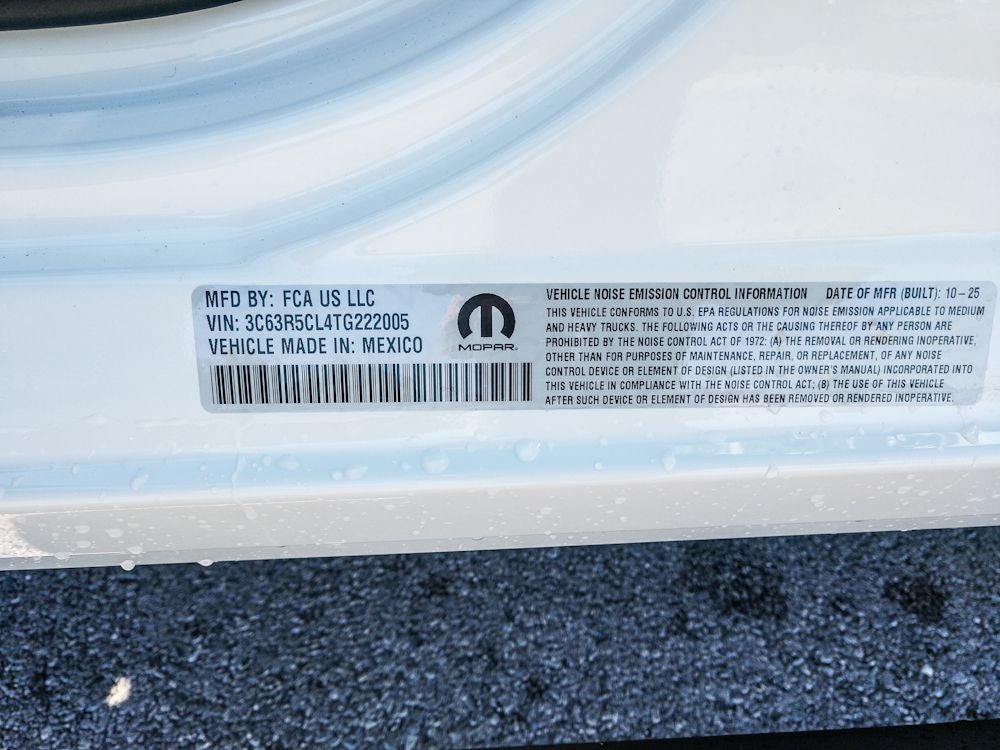 MFD BY: FCA US LLC
VIN: 3C63R5CL4TG222005
VEHICLE MADE IN: MEXICO
MOPAR.
VEHICLE NOISE EMISSION CONTROL INFORMATION DATE OF MFR (BUILT): 10-25
THIS VEHICLE CONFORMS TO U.S. EPA REGULATIONS FOR NOISE EMISSION APPLICABLE TO MEDIUM
AND HEAVY TRUCKS. THE FOLLOWING ACTS OR THE CAUSING THEREOF BY ANY PERSON ARE
PROHIBITED BY THE NOISE CONTROL ACT OF 1972: (A) THE REMOVAL OR RENDERING INOPERATIVE,
OTHER THAN FOR PURPOSES OF MAINTENANCE, REPAIR, OR REPLACEMENT, OF ANY NOISE
CONTROL DEVICE OR ELEMENT OF DESIGN (LISTED IN THE OWNER'S MANUAL) INCORPORATED INTO
THIS VEHICLE IN COMPLIANCE WITH THE NOISE CONTROL ACT; (B) THE USE OF THIS VEHICLE
AFTER SUCH DEVICE OR ELEMENT OF DESIGN HAS BEEN REMOVED OR RENDERED INOPERATIVE.